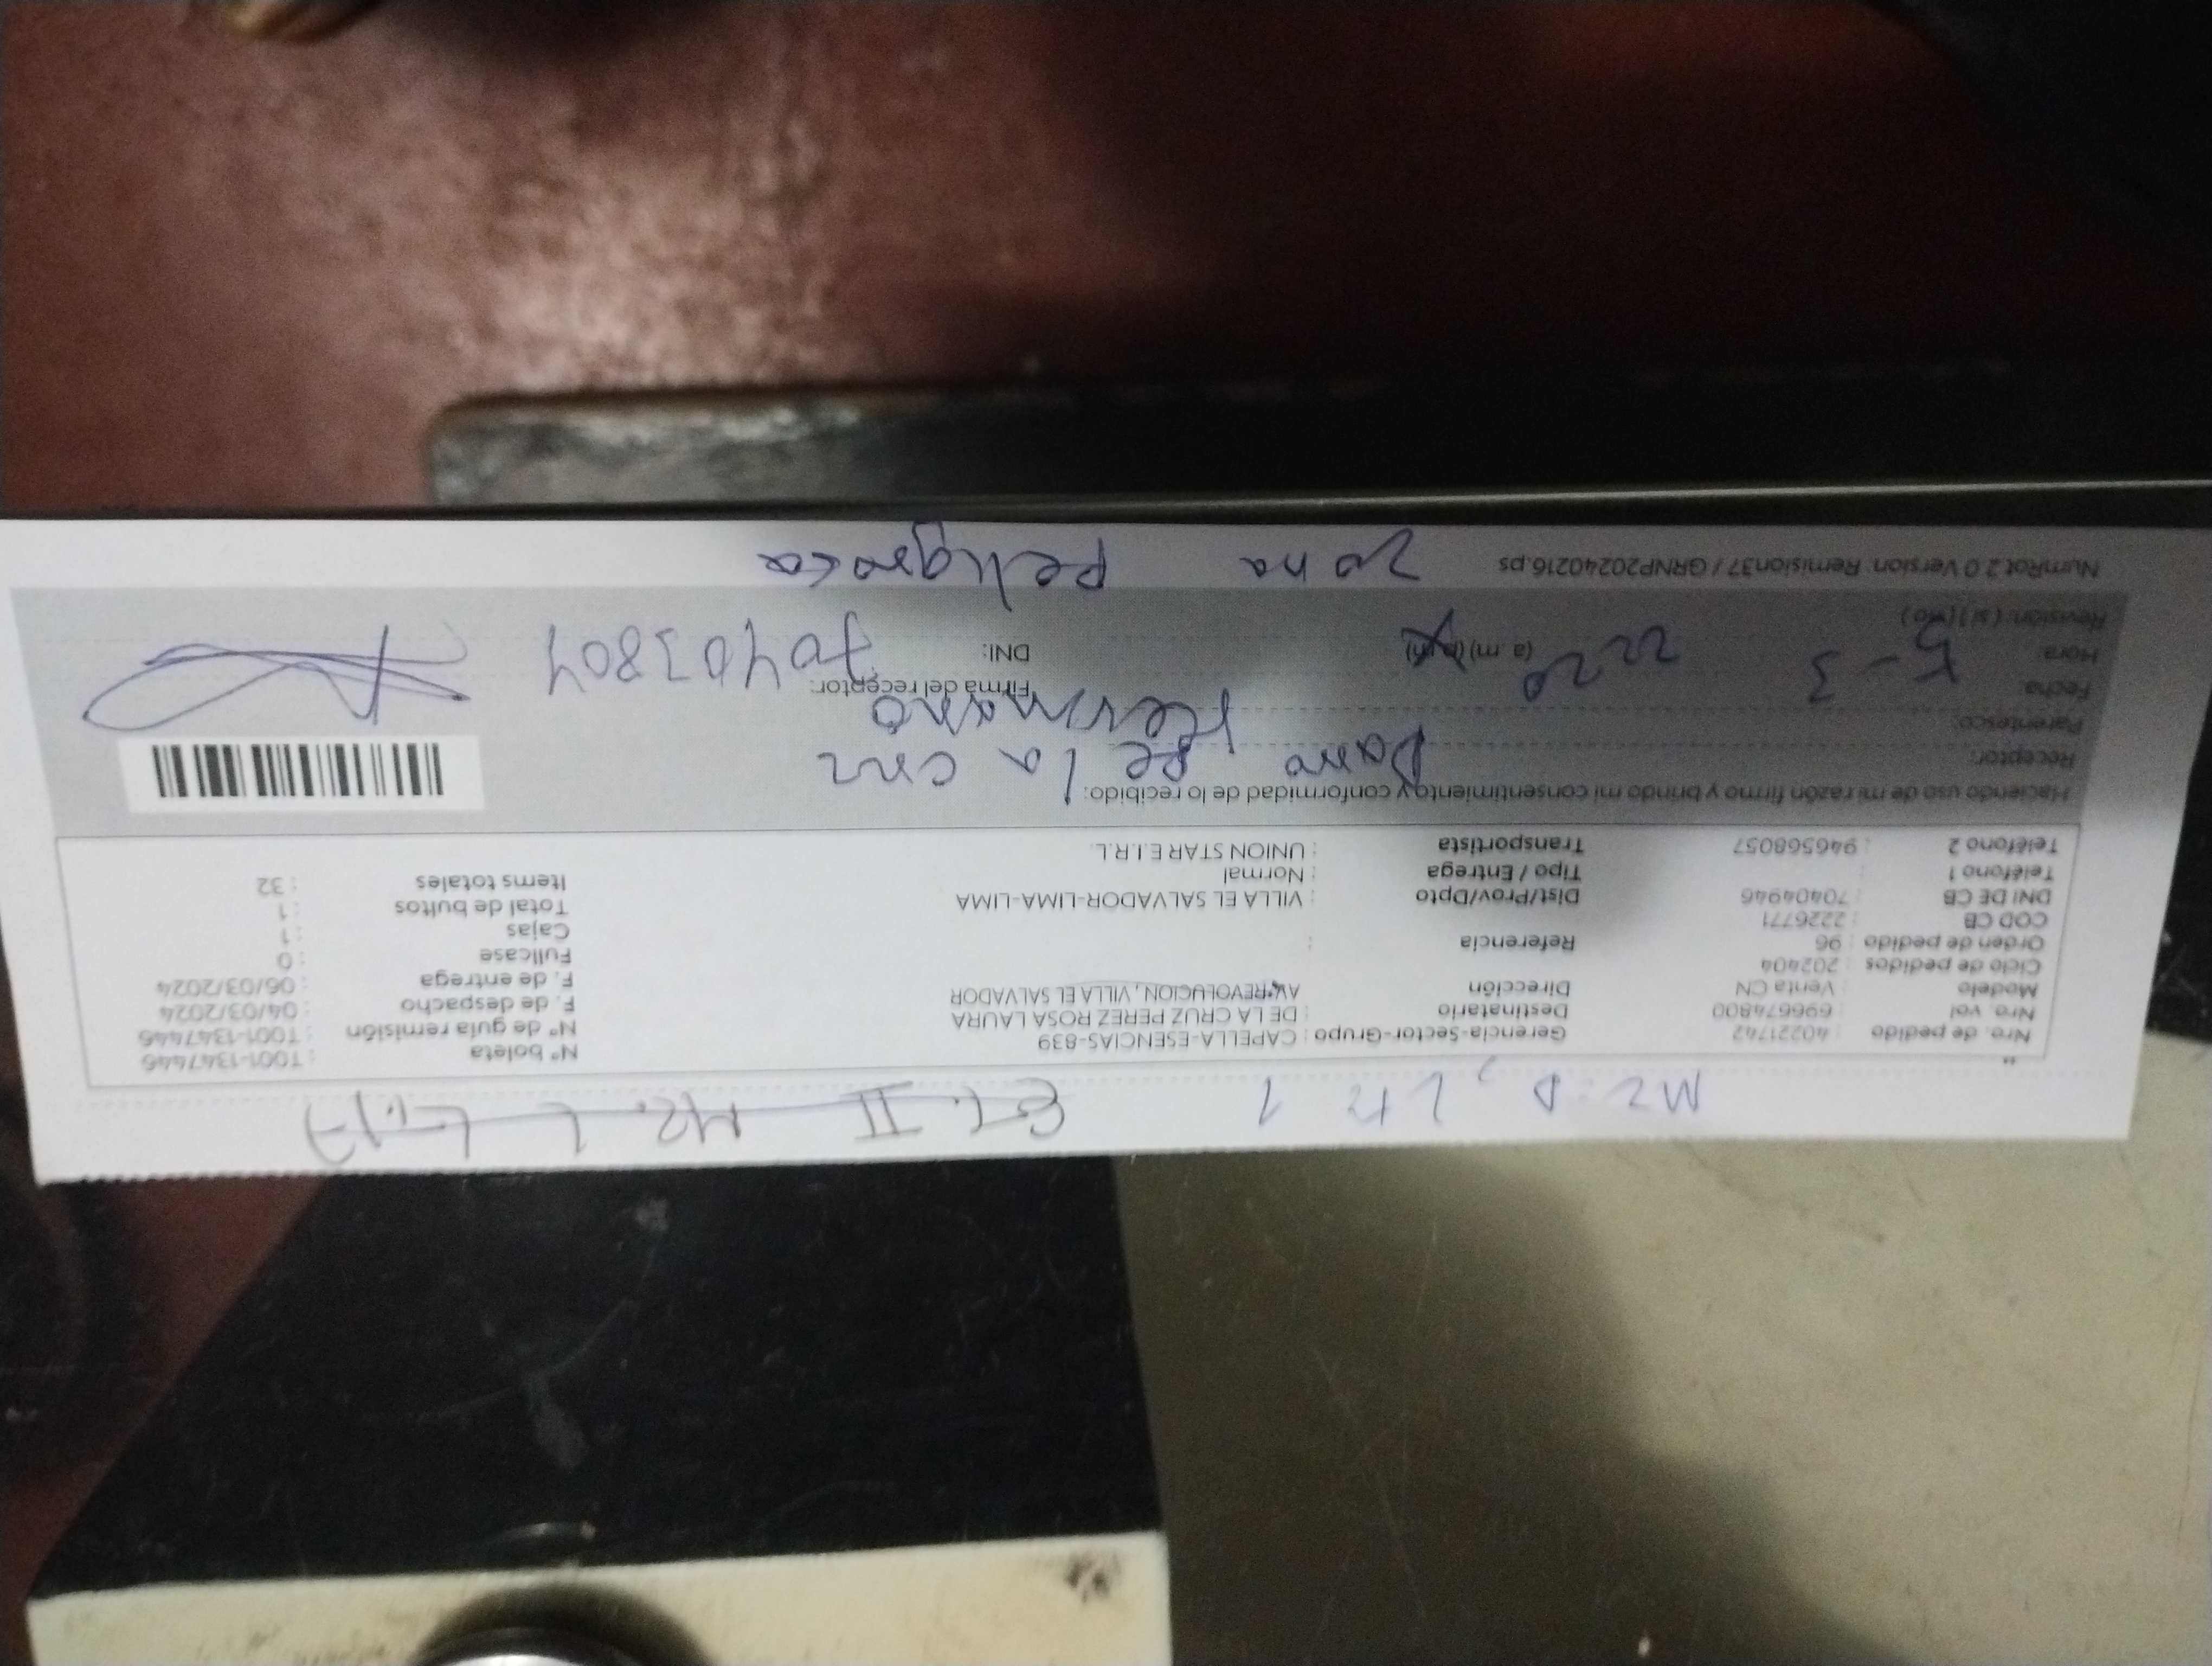 Mz: D, Lt 1 Et. II Mz. L Lt. 17
**
Nro. de pedido : 40221742 Gerencia-Sector-Grupo : CAPELLA-ESENCIAS-839 N° boleta : T001-1347446
Nro. vol : 696674800 Destinatario : DE LA CRUZ PEREZ ROSA LAURA N° de guía remisión : T001-1347446
Modelo : Venta CN Dirección : AV. REVOLUCION, VILLA EL SALVADOR F. de despacho : 04/03/2024
Ciclo de pedidos : 202404 F. de entrega : 06/03/2024
Orden de pedido : 96 Referencia : Fullcase : 0
COD CB : 2226771 Cajas : 1
DNI DE CB : 70404946 Dist/Prov/Dpto : VILLA EL SALVADOR-LIMA-LIMA Total de bultos : 1
Teléfono 1 : Tipo / Entrega : Normal Items totales : 32
Teléfono 2 : 946568057 Transportista : UNION STAR E.I.R.L.
Haciendo uso de mi razón firmo y brindo mi consentimiento y conformidad de lo recibido:
Receptor: de la cruz
Parentesco: hermano
Fecha: 5-3 Firma del receptor:
Hora: 22 20 (a. m) (p.m) DNI: 70403804
Revisión: ( si ) ( no )
NumRot 2.0 Version: Remision37 / GRNP20240216.ps zona peligrosa